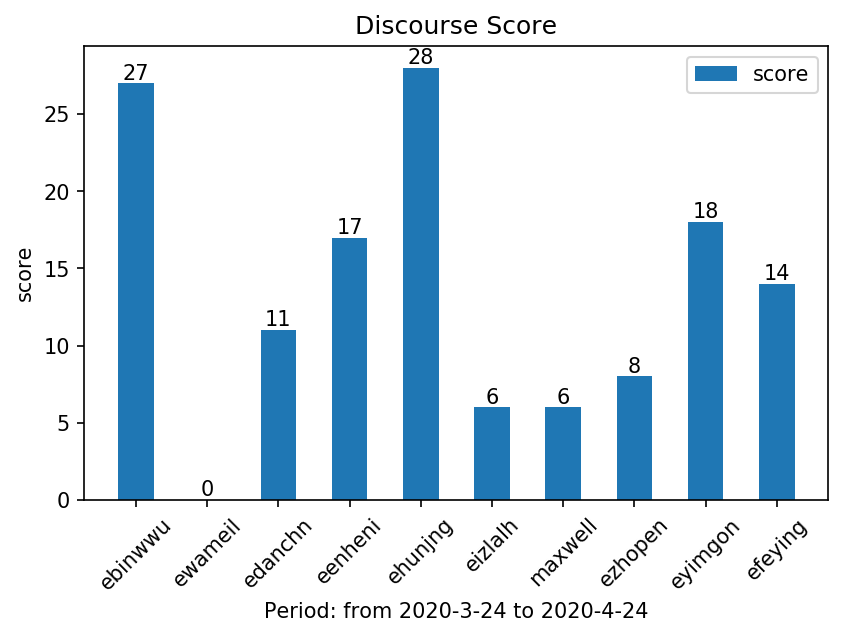 Discourse Score
score
27
0
11
17
28
6
6
8
18
14
25
20
15
10
5
0
score
ebinwwu
ewameil
edanchn
eenheni
ehunjng
eizlalh
maxwell
ezhopen
eyimgon
efeying
Period: from 2020-3-24 to 2020-4-24